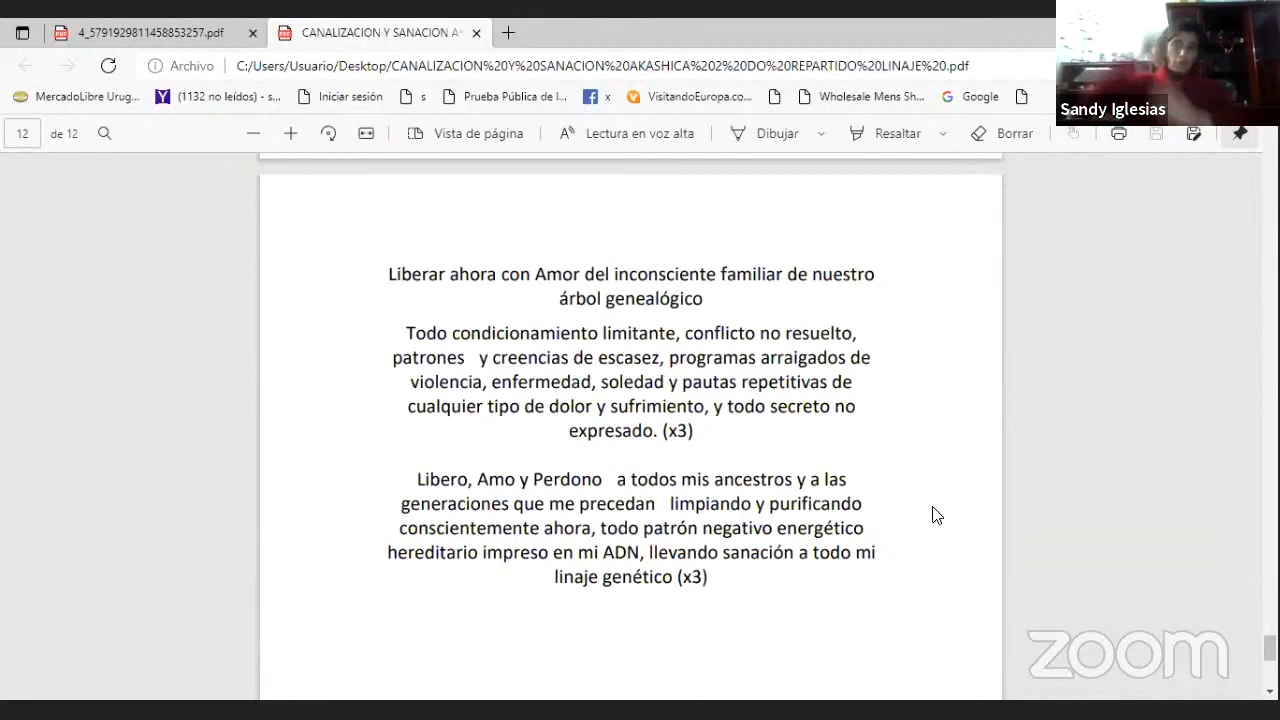 4_5791929811458853257.pdf
CANALIZACION Y SANACION A
Archivo C:/Users/Usuario/Desktop/CANALIZACION%20Y%20SANACION%20AKASHICA%202%20DO%20REPARTIDO%20LINAJE%20.pdf
MercadoLibre Urug... (1132 no leídos) - s... Iniciar sesión s Prueba Pública de I... x VisitandoEuropa.co... Wholesale Mens Sh... Google
12 de 12 Vista de página Lectura en voz alta Dibujar Resaltar Borrar
Sandy Iglesias
Liberar ahora con Amor del inconsciente familiar de nuestro
árbol genealógico
Todo condicionamiento limitante, conflicto no resuelto,
patrones y creencias de escasez, programas arraigados de
violencia, enfermedad, soledad y pautas repetitivas de
cualquier tipo de dolor y sufrimiento, y todo secreto no
expresado. (x3)
Libero, Amo y Perdono a todos mis ancestros y a las
generaciones que me precedan limpiando y purificando
conscientemente ahora, todo patrón negativo energético
hereditario impreso en mi ADN, llevando sanación a todo mi
linaje genético (x3)
zoom